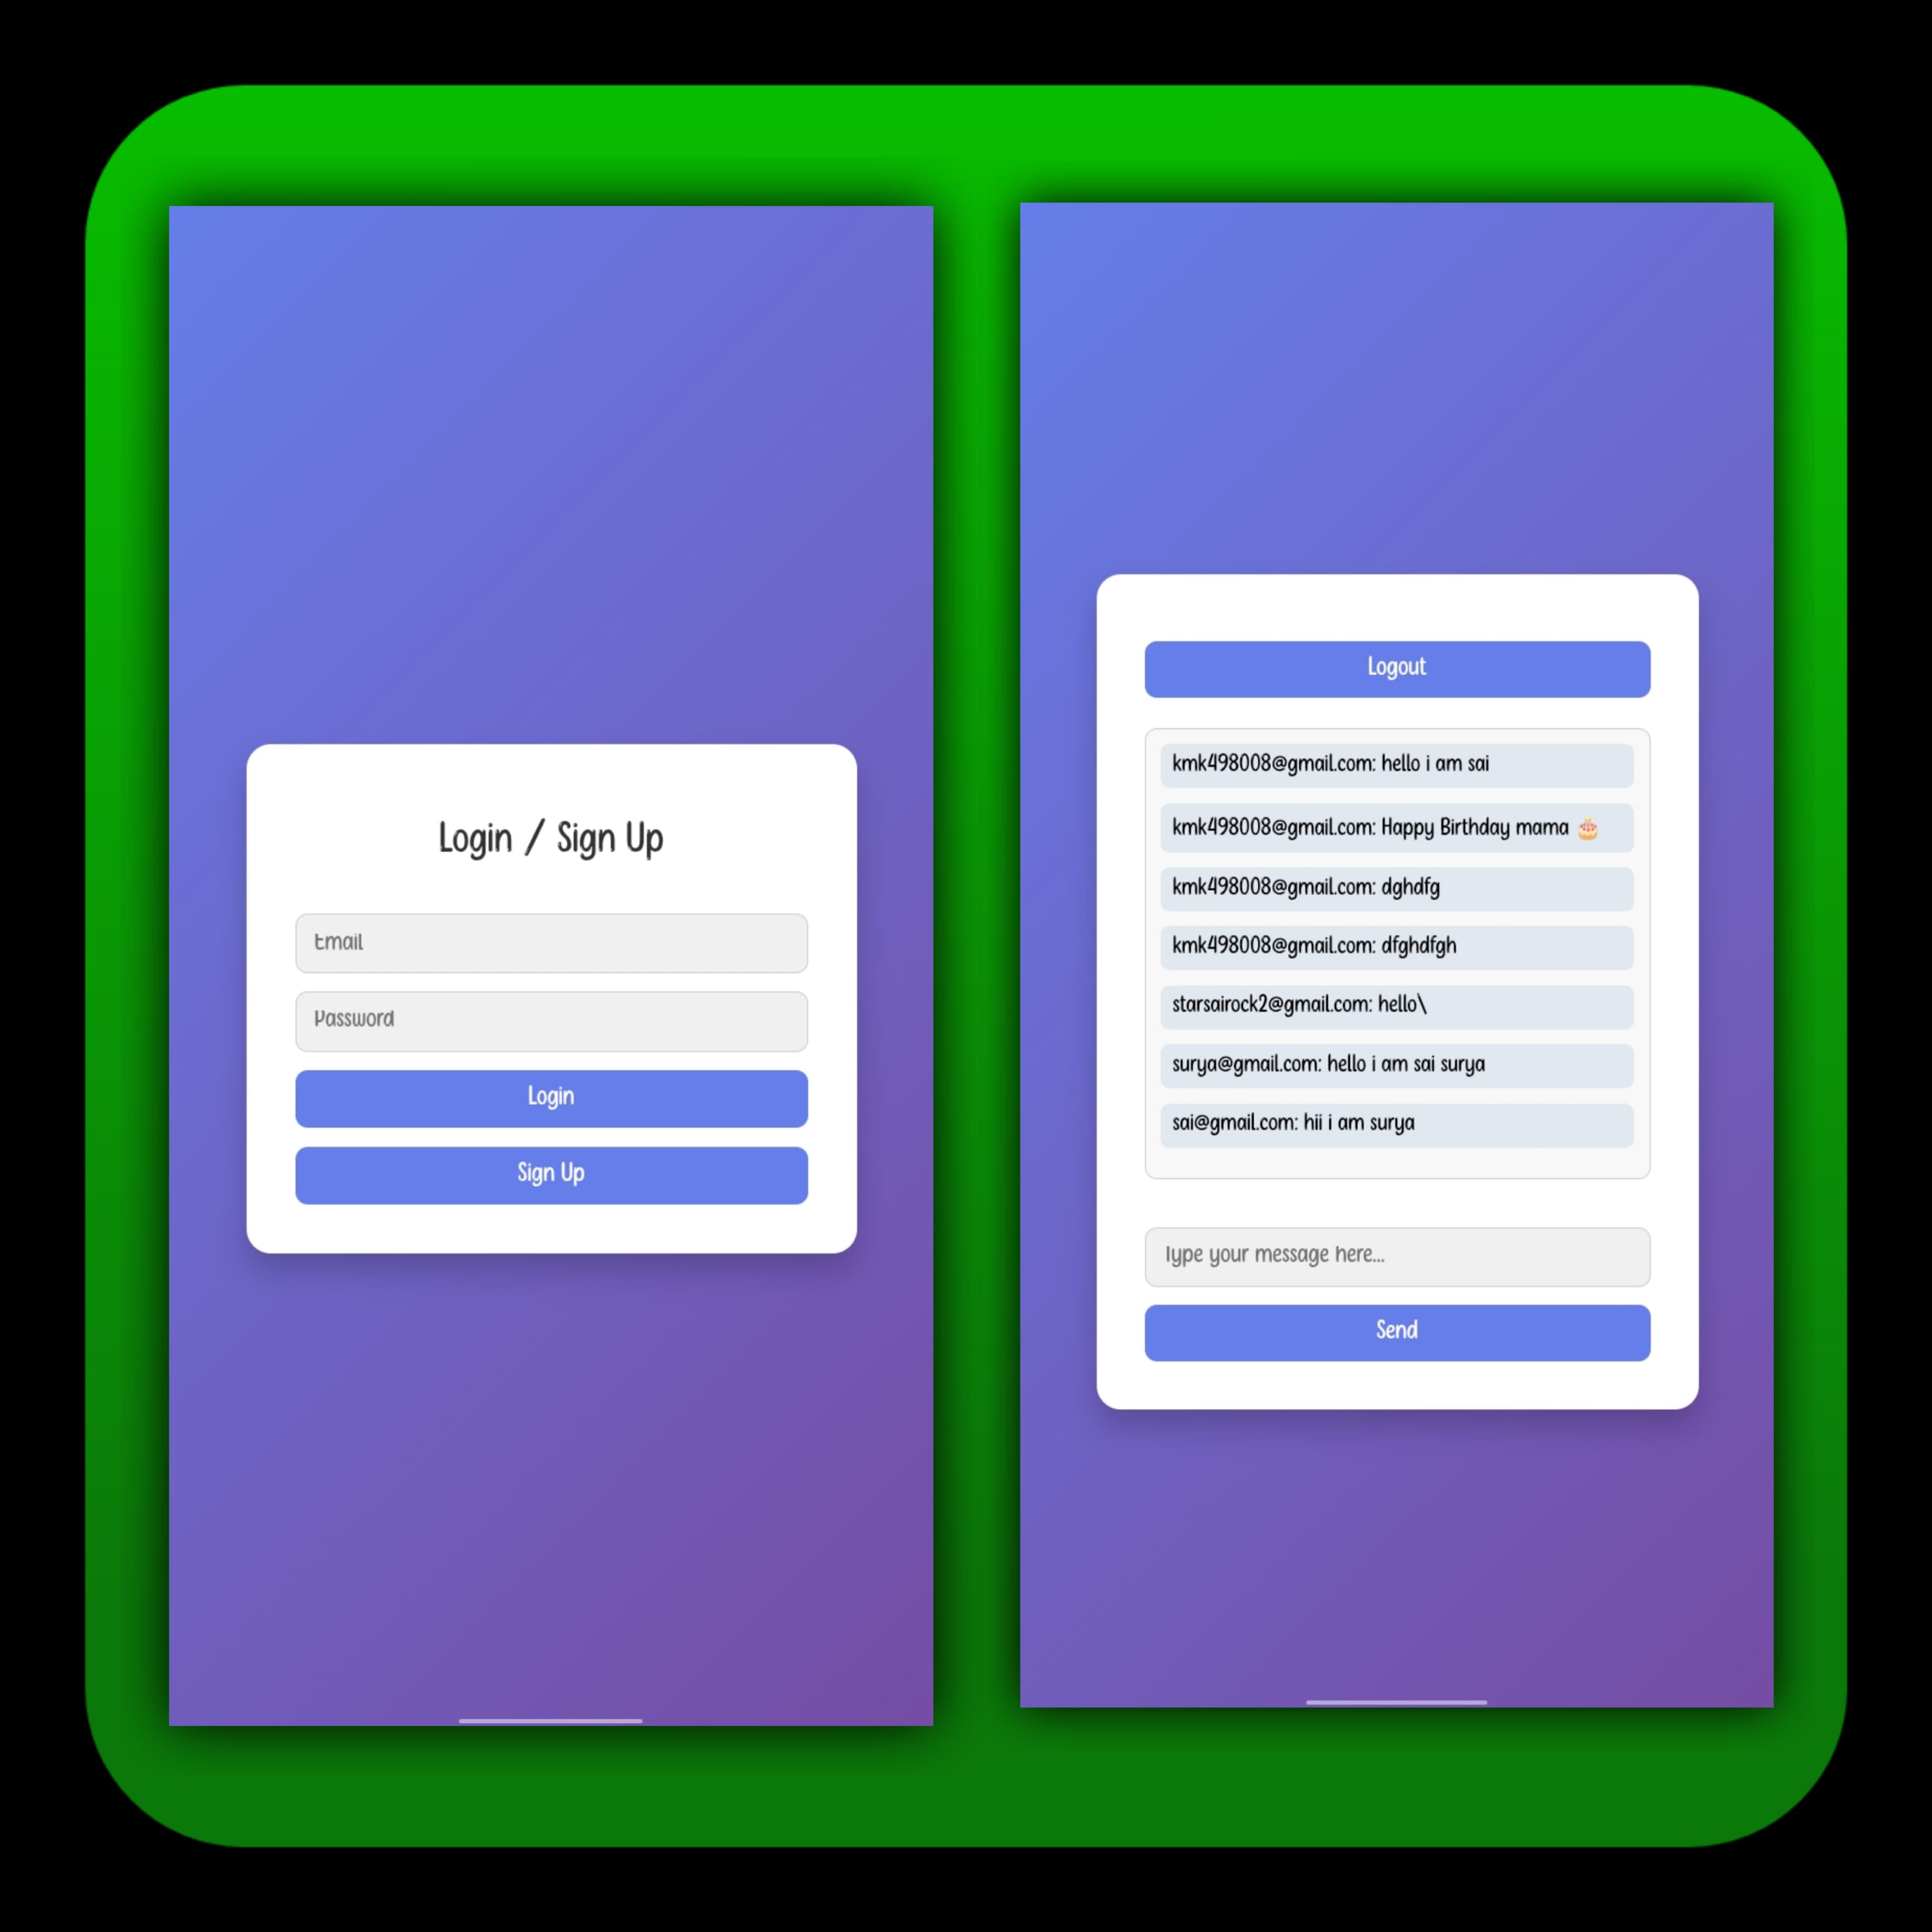 Login / Sign Up
Email
Password
Login
Sign Up
Logout
kmk498008@gmail.com: hello i am sai
kmk498008@gmail.com: Happy Birthday mama 🎂
kmk498008@gmail.com: dghdfg
kmk498008@gmail.com: dfghdfgh
starsairock2@gmail.com: hello\
surya@gmail.com: hello i am sai surya
sai@gmail.com: hii i am surya
Type your message here...
Send